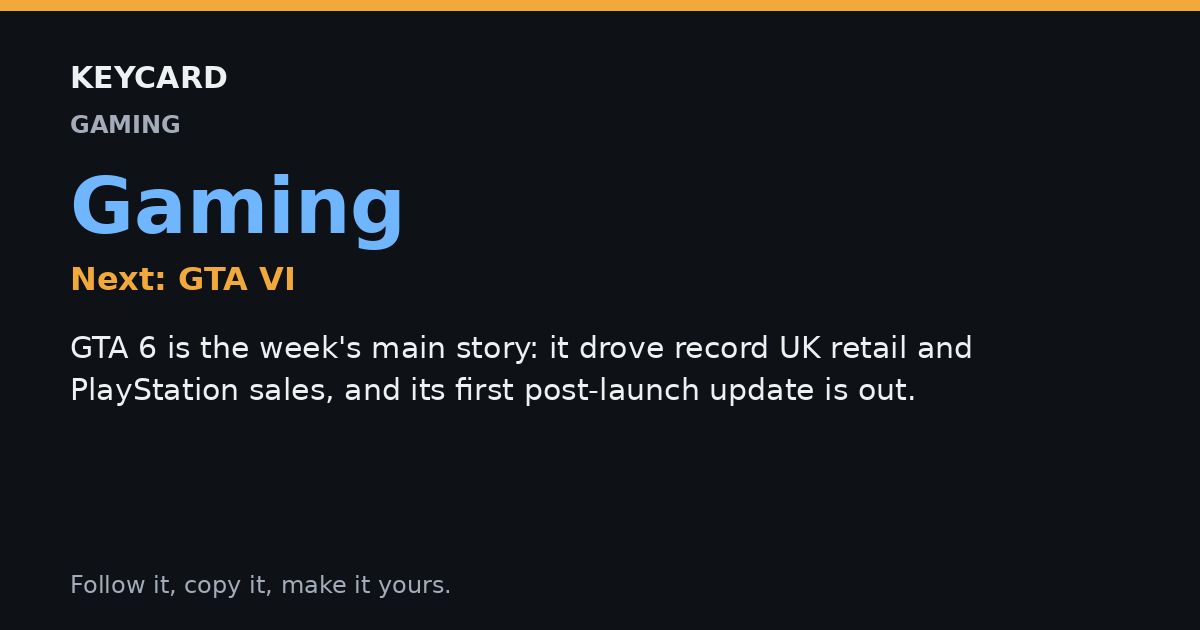 KEYCARD
GAMING
Gaming
Next: GTA VI
GTA 6 is the week's main story: it drove record UK retail and
PlayStation sales, and its first post-launch update is out.
Follow it, copy it, make it yours.